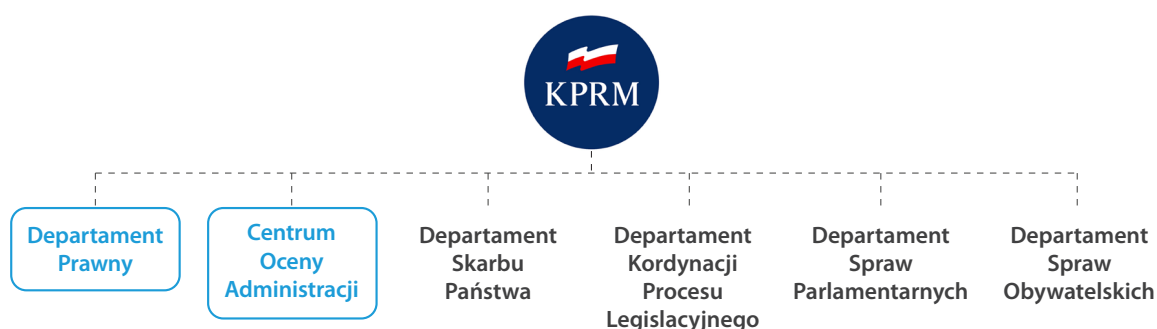 KPRM
Departament
Prawny
Centrum
Oceny
Administracji
Departament
Skarbu
Państwa
Departament
Kordynacji
Procesu
Legislacyjnego
Departament
Spraw
Parlamentarnych
Departament
Spraw
Obywatelskich